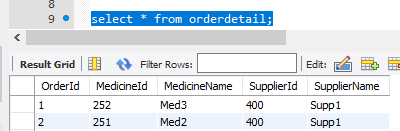 8
9 select * from orderdetail;
Result Grid Filter Rows: Edit:
OrderId MedicineId MedicineName SupplierId SupplierName
1 252 Med3 400 Supp1
2 251 Med2 400 Supp1